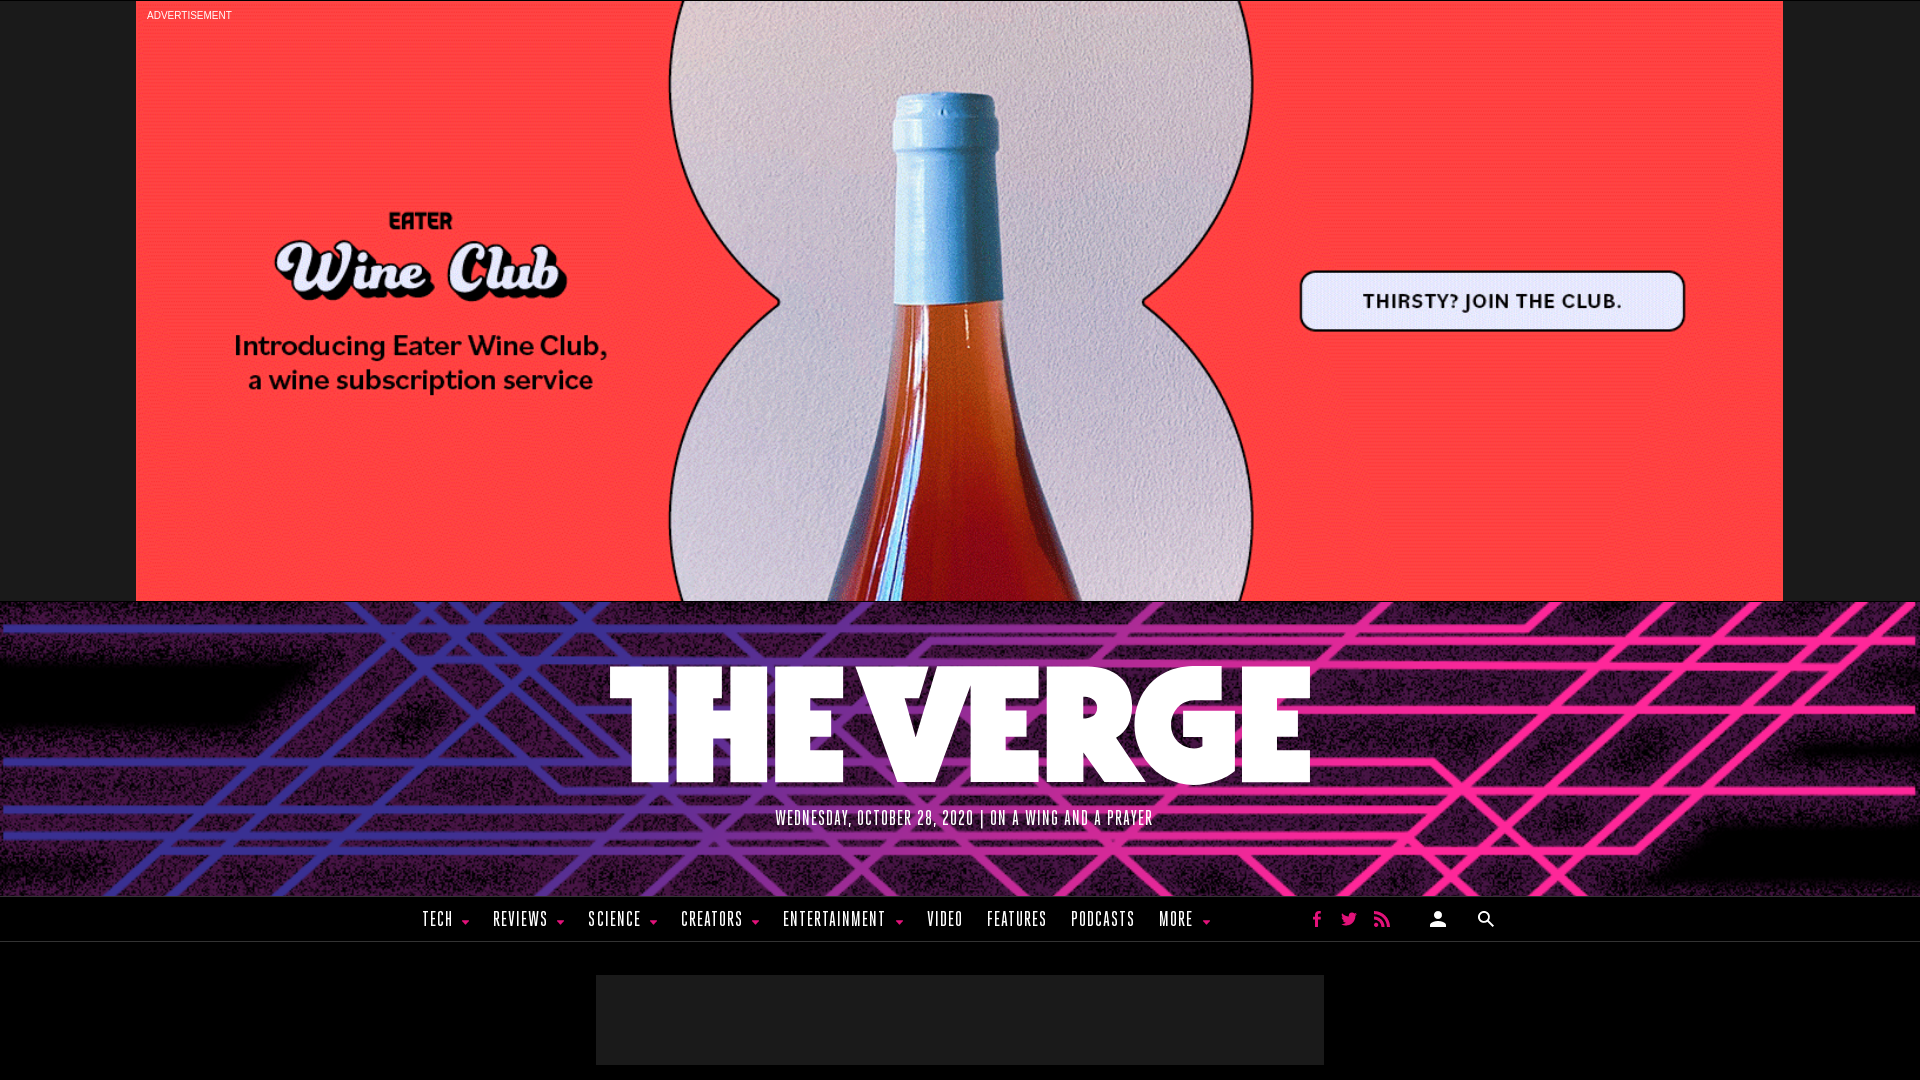 ADVERTISEMENT
EATER
Wine Club
Introducing Eater Wine Club,
a wine subscription service
THIRSTY? JOIN THE CLUB.
THE VERGE
WEDNESDAY, OCTOBER 28, 2020 | ON A WING AND A PRAYER
TECH REVIEWS SCIENCE CREATORS ENTERTAINMENT VIDEO FEATURES PODCASTS MORE